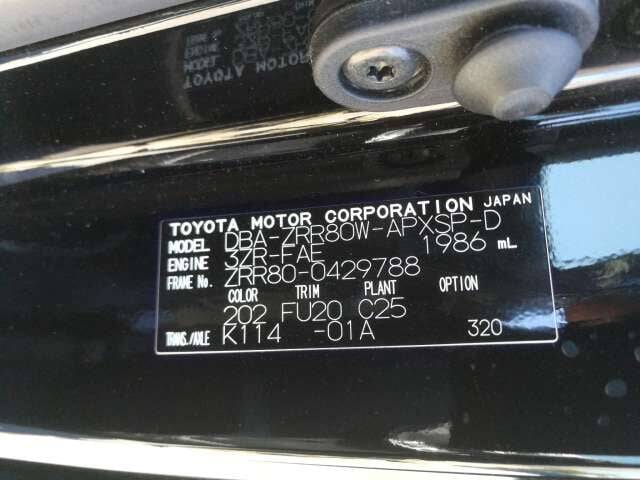 TOYOTA MOTOR CORPORATION JAPAN
MODEL DBA-ZRR80W-APXSP-D
ENGINE 3ZR-FAE 1986 mL
FRAME No. ZRR80-0429788
COLOR TRIM PLANT OPTION
202 FU20 C25
TRANS./AXLE K114 -01A 320